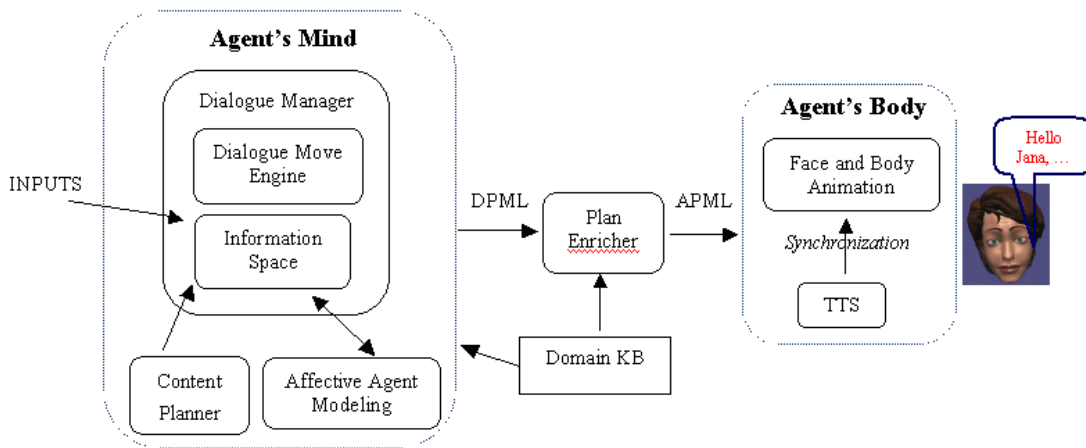 Agent's Mind
Dialogue Manager
Dialogue Move
Engine
INPUTS
Information
Space
Content
Planner
Affective Agent
Modeling
DPML
Plan
Enricher
APML
Domain KB
Agent's Body
Face and Body
Animation
Synchronization
TTS
Hello
Jana, ...